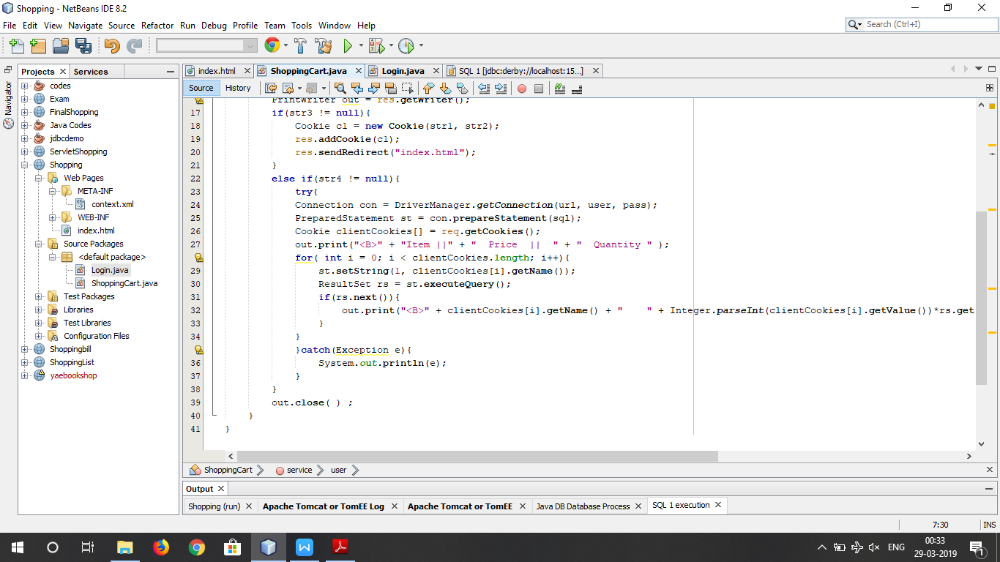 Shopping - NetBeans IDE 8.2
File Edit View Navigate Source Refactor Run Debug Profile Team Tools Window Help
Search (Ctrl+I)
Projects Services
Navigator
codes
Exam
FinalShopping
Java Codes
jdbcdemo
ServletShopping
Shopping
Web Pages
META-INF
context.xml
WEB-INF
index.html
Source Packages
<default package>
Login.java
ShoppingCart.java
Test Packages
Libraries
Test Libraries
Configuration Files
Shoppingbill
ShoppingList
yaebookshop
index.html ShoppingCart.java Login.java SQL 1 [jdbc:derby://localhost:15...]
Source History
PrintWriter out = res.getWriter();
17 if(str3 != null){
18 Cookie c1 = new Cookie(str1, str2);
19 res.addCookie(c1);
20 res.sendRedirect("index.html");
21 }
22 else if(str4 != null){
23 try{
24 Connection con = DriverManager.getConnection(url, user, pass);
25 PreparedStatement st = con.prepareStatement(sql);
26 Cookie clientCookies[] = req.getCookies();
27 out.print("<B>" + "Item ||" + "  Price  ||  " + "  Quantity " );
for( int i = 0; i < clientCookies.length; i++){
29 st.setString(1, clientCookies[i].getName());
30 ResultSet rs = st.executeQuery();
31 if(rs.next()){
32 out.print("<B>" + clientCookies[i].getName() + "    " + Integer.parseInt(clientCookies[i].getValue())*rs.get
33 }
34 }
}catch(Exception e){
36 System.out.println(e);
37 }
38 }
39 out.close( ) ;
40 }
41 }
ShoppingCart service user
Output
Shopping (run) Apache Tomcat or TomEE Log Apache Tomcat or TomEE Java DB Database Process SQL 1 execution
7:30 INS
ENG 00:33
29-03-2019
1